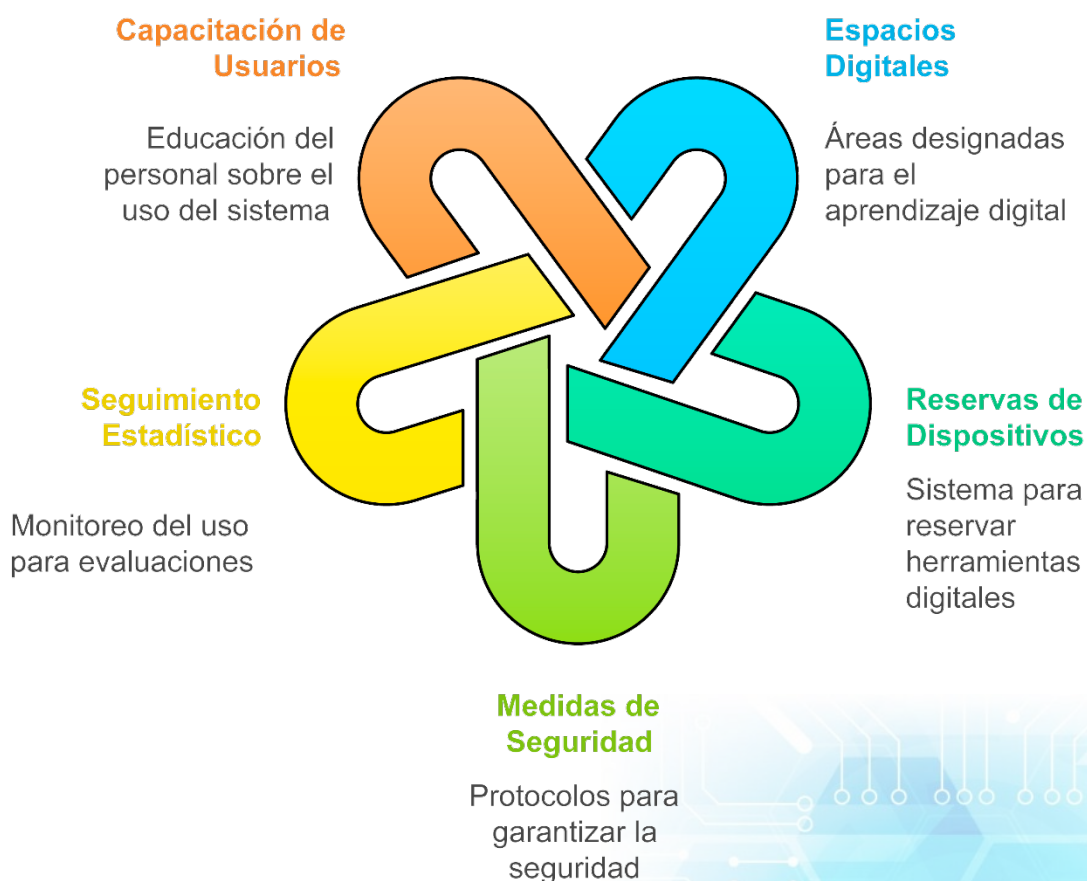 Capacitación de
Usuarios
Educación del
personal sobre el
uso del sistema
Espacios
Digitales
Áreas designadas
para el
aprendizaje digital
Seguimiento
Estadístico
Monitoreo del uso
para evaluaciones
Reservas de
Dispositivos
Sistema para
reservar
herramientas
digitales
Medidas de
Seguridad
Protocolos para
garantizar la
seguridad